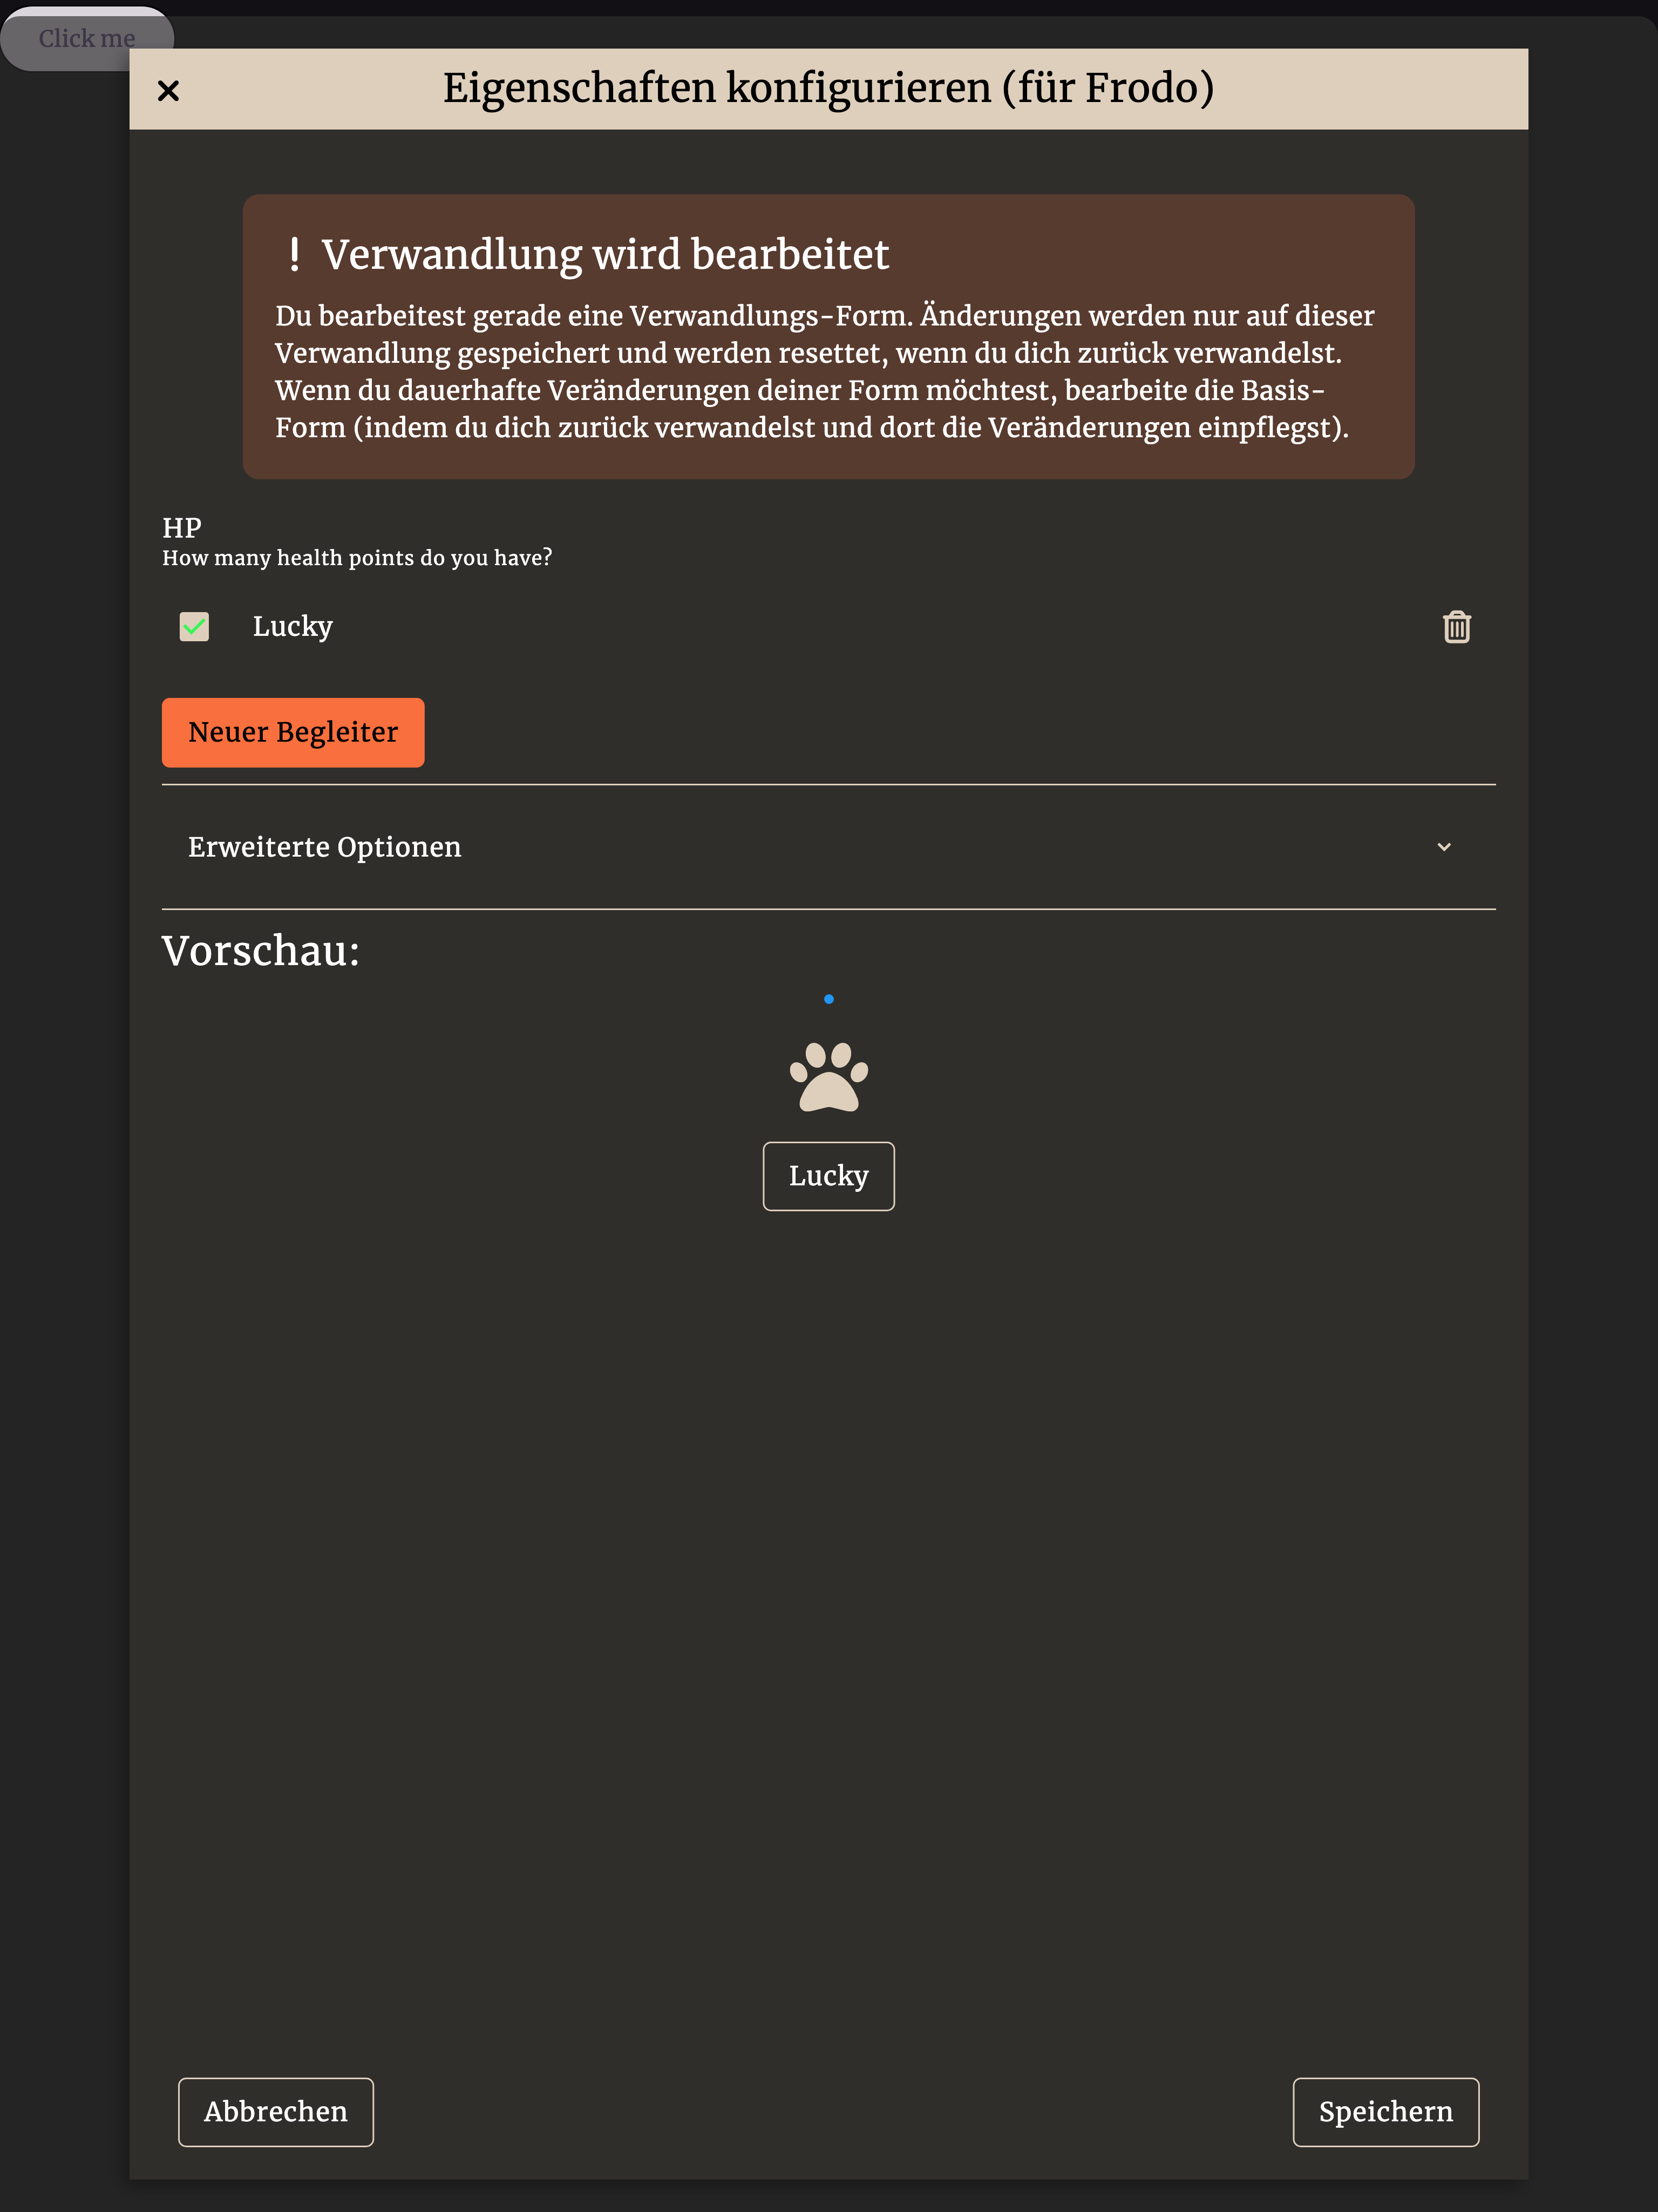 Click me
Eigenschaften konfigurieren (für Frodo)
! Verwandlung wird bearbeitet
Du bearbeitest gerade eine Verwandlungs-Form. Änderungen werden nur auf dieser
Verwandlung gespeichert und werden resettet, wenn du dich zurück verwandelst.
Wenn du dauerhafte Veränderungen deiner Form möchtest, bearbeite die Basis-
Form (indem du dich zurück verwandelst und dort die Veränderungen einpflegst).
HP
How many health points do you have?
Lucky
Neuer Begleiter
Erweiterte Optionen
Vorschau:
Lucky
Abbrechen
Speichern